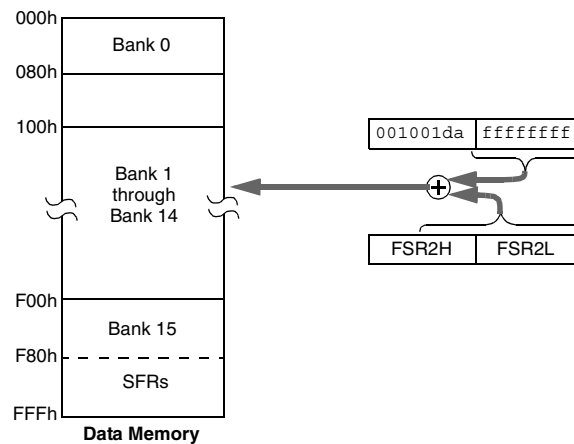 000h
Bank 0
080h
100h
Bank 1
through
Bank 14
001001da ffffffff
FSR2H FSR2L
F00h
Bank 15
F80h
SFRs
FFFh
Data Memory